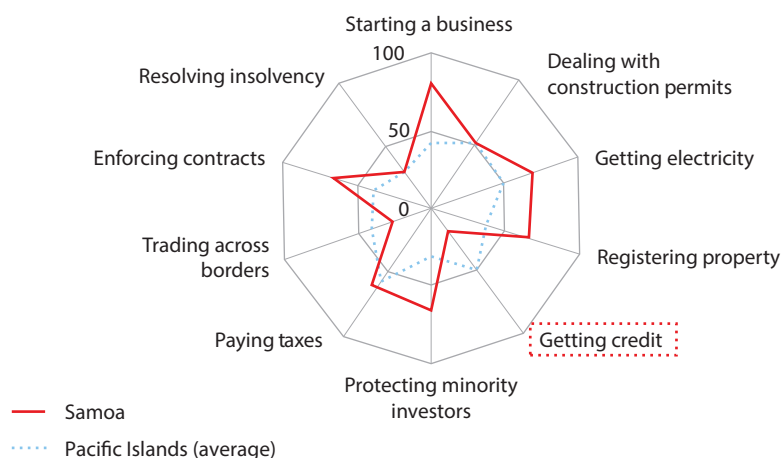 Starting a business
100
Dealing with
construction permits
Resolving insolvency
50
Enforcing contracts
Getting electricity
0
Trading across
borders
Registering property
Paying taxes
Getting credit
Protecting minority
investors
Samoa
Pacific Islands (average)